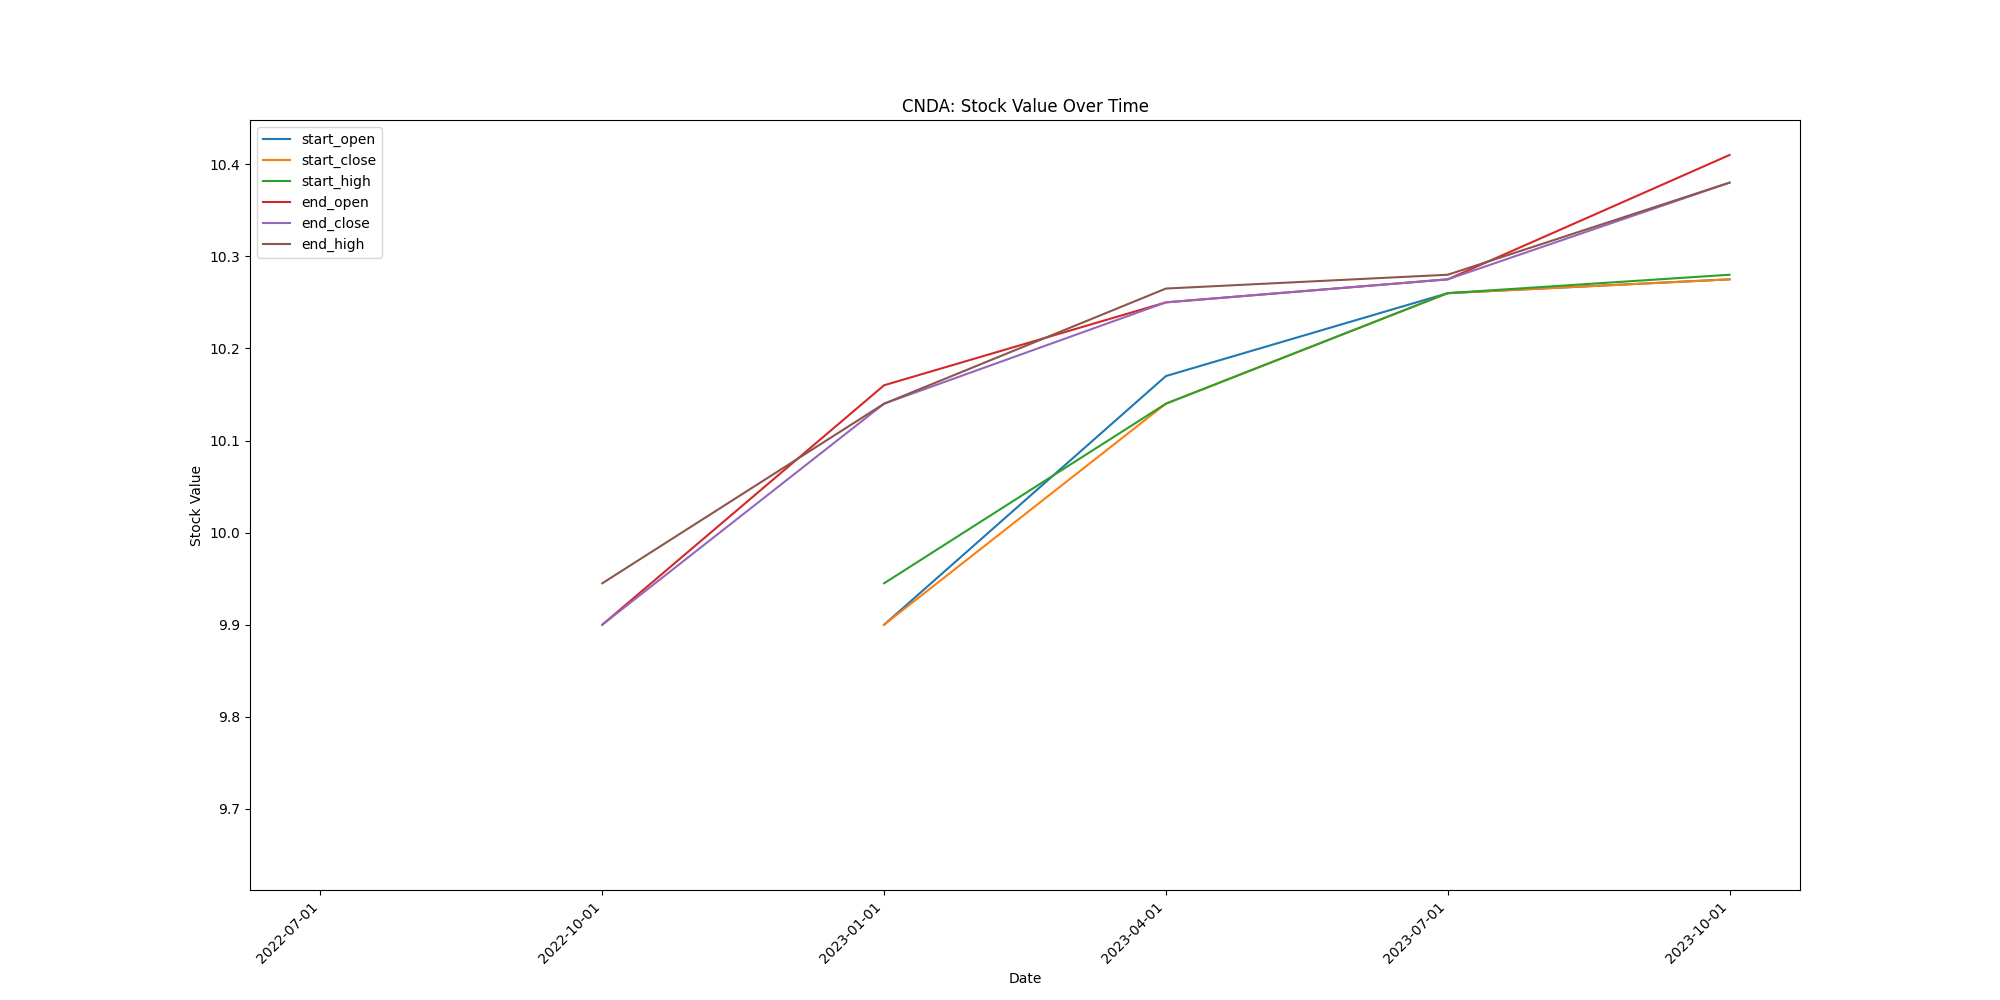 CNDA: Stock Value Over Time
start_open
start_close
start_high
end_open
end_close
end_high
10.4
10.3
10.2
10.1
10.0
9.9
9.8
9.7
Stock Value
2022-07-01
2022-10-01
2023-01-01
2023-04-01
2023-07-01
2023-10-01
Date